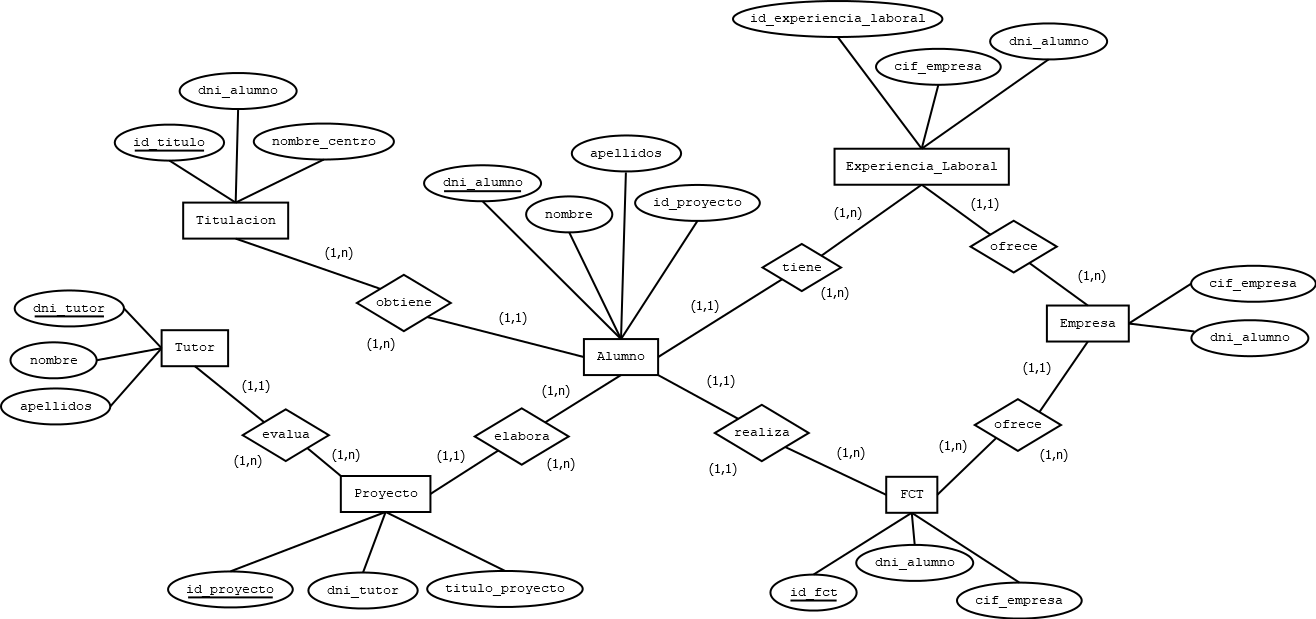 id_experiencia_laboral
dni_alumno
cif_empresa
dni_alumno
id_titulo
nombre_centro
apellidos
Experiencia_Laboral
dni_alumno
id_proyecto
nombre
(1,n)
(1,1)
Titulacion
ofrece
(1,n)
tiene
(1,n)
(1,n)
cif_empresa
obtiene
(1,1)
dni_tutor
(1,1)
Empresa
dni_alumno
(1,n)
Tutor
Alumno
nombre
(1,1)
(1,1)
(1,1)
(1,n)
apellidos
evalua
elabora
realiza
ofrece
(1,n)
(1,n)
(1,1)
(1,n)
(1,n)
(1,n)
(1,n)
(1,1)
Proyecto
FCT
dni_alumno
id_proyecto
dni_tutor
titulo_proyecto
id_fct
cif_empresa